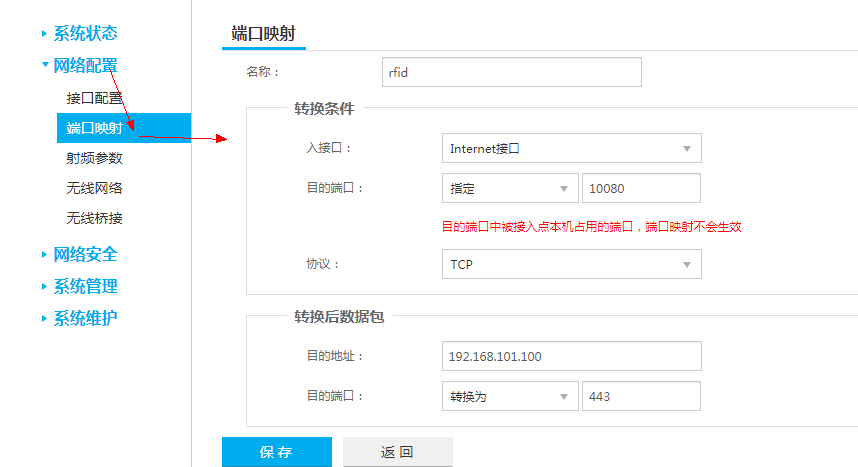 系统状态
网络配置
接口配置
端口映射
射频参数
无线网络
无线桥接
网络安全
系统管理
系统维护
端口映射
名称： rfid
转换条件
入接口： Internet接口
目的端口： 指定 10080
目的端口中被接入点本机占用的端口，端口映射不会生效
协议： TCP
转换后数据包
目的地址： 192.168.101.100
目的端口： 转换为 443
保存 返回